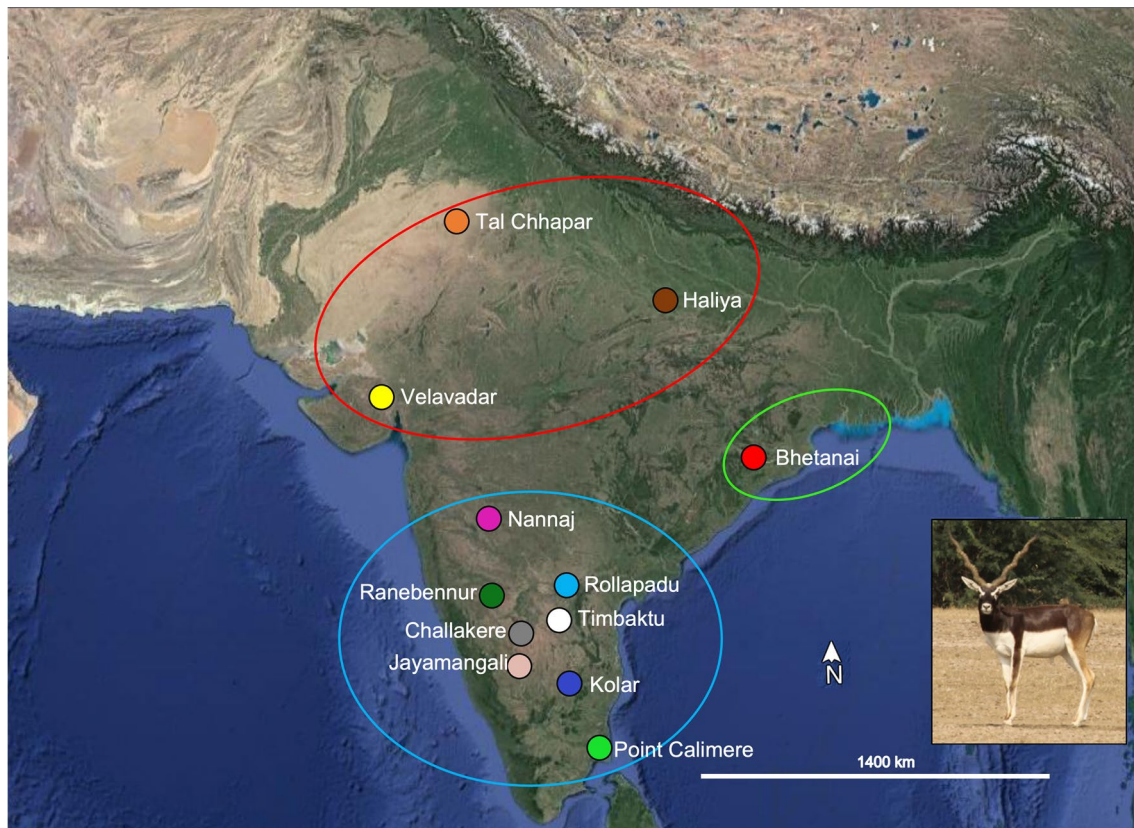 Tal Chhapar
Haliya
Velavadar
Bhetanai
Nannaj
Rollapadu
Ranebennur
Timbaktu
Challakere
Jayamangali
Kolar
N
Point Calimere
1400 km